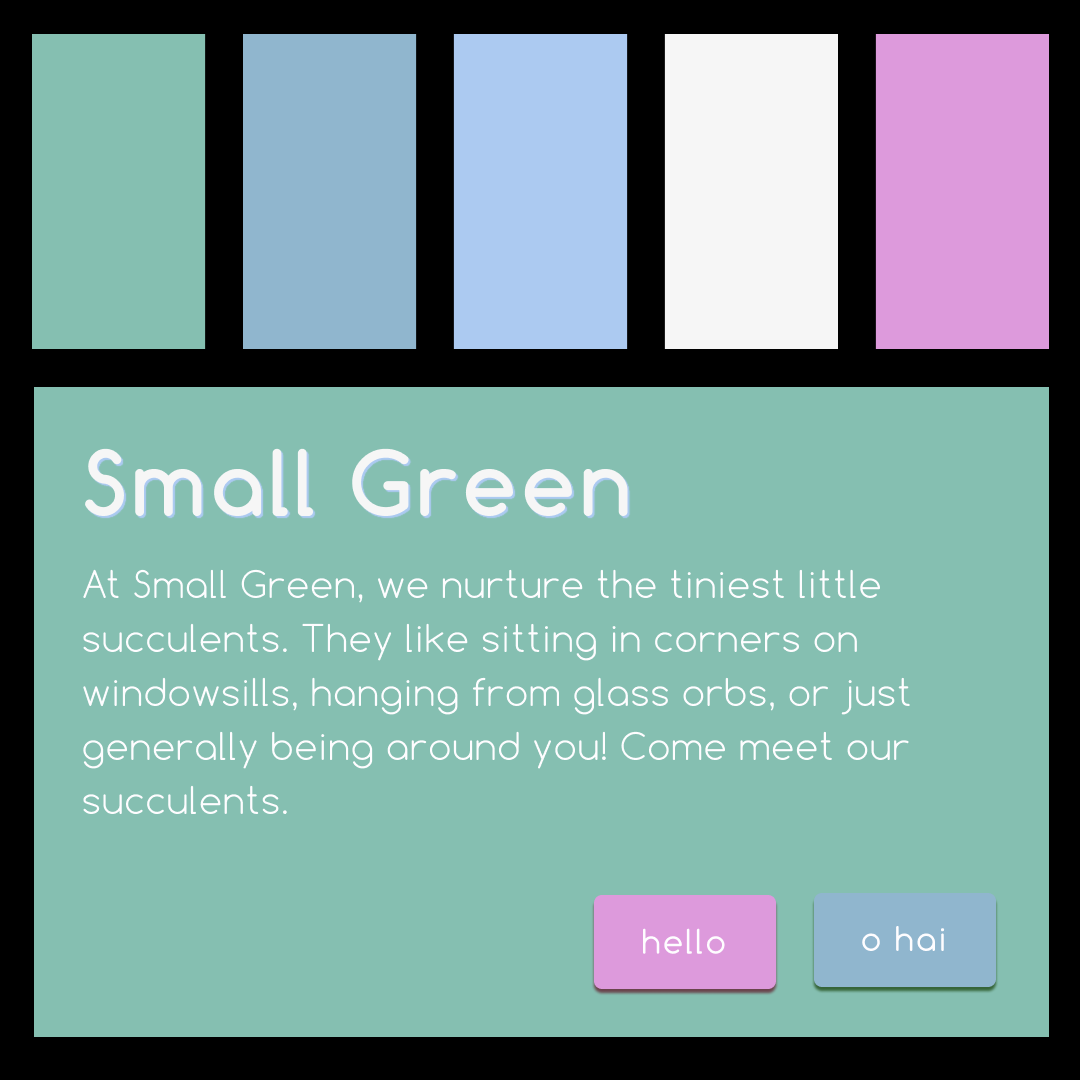 Small Green
At Small Green, we nurture the tiniest little
succulents. They like sitting in corners on
windowsills, hanging from glass orbs, or just
generally being around you! Come meet our
succulents.
hello
o hai